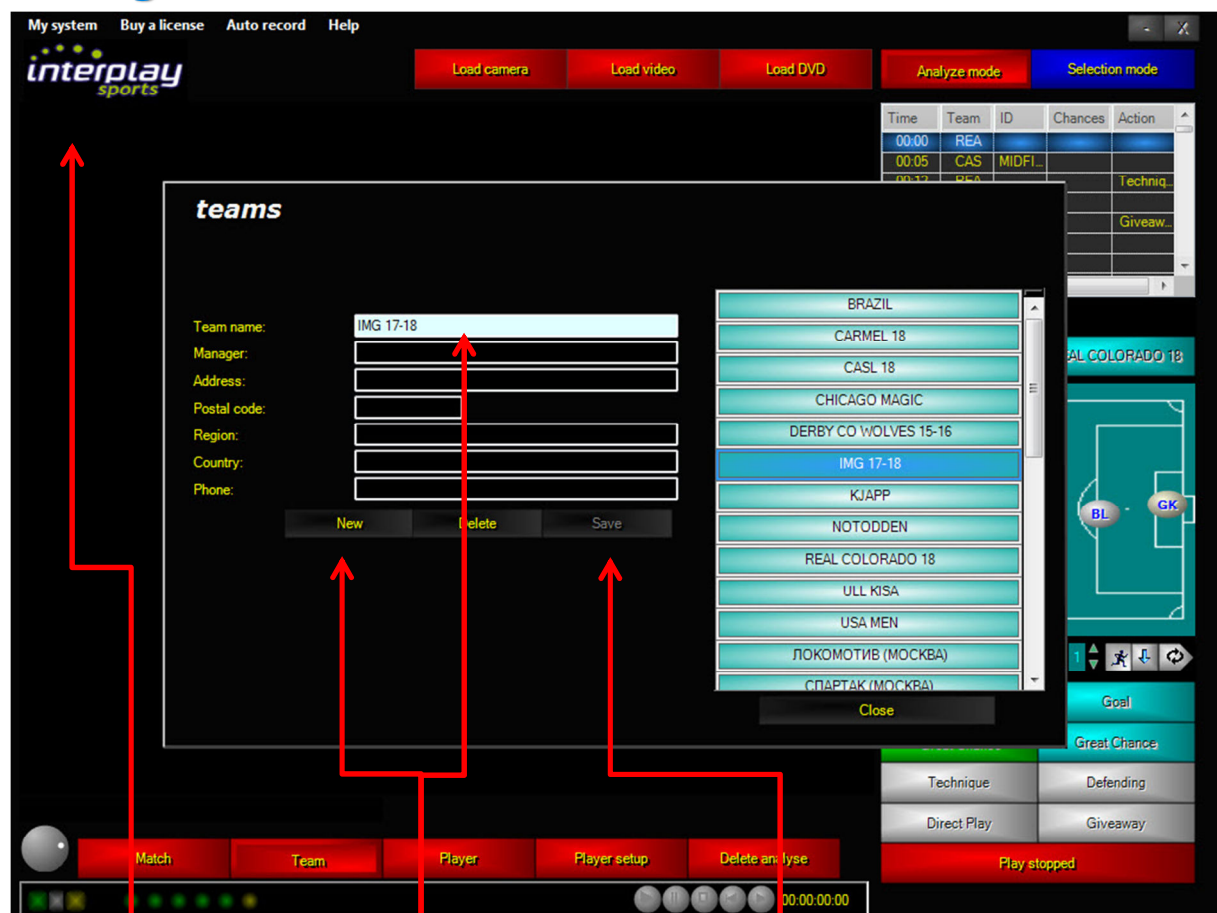 My system Buy a license Auto record Help
- X
interplay
sports
Load camera Load video Load DVD Analyze mode Selection mode
Time Team ID Chances Action
00:00 REA
00:05 CAS MIDFI...
00:12 REA Techniq...
Giveaw...
teams
Team name: IMG 17-18
Manager:
Address:
Postal code:
Region:
Country:
Phone:
New Delete Save
BRAZIL
CARMEL 18
CASL 18
CHICAGO MAGIC
DERBY CO WOLVES 15-16
IMG 17-18
KJAPP
NOTODDEN
REAL COLORADO 18
ULL KISA
USA MEN
ЛОКОМОТИВ (МОСКВА)
СПАРТАК (МОСКВА)
Close
EAL COLORADO 18
BL GK
1
Goal
Great Chance
Technique Defending
Direct Play Giveaway
Match Team Player Player setup Delete analyse Play stopped
00:00:00:00